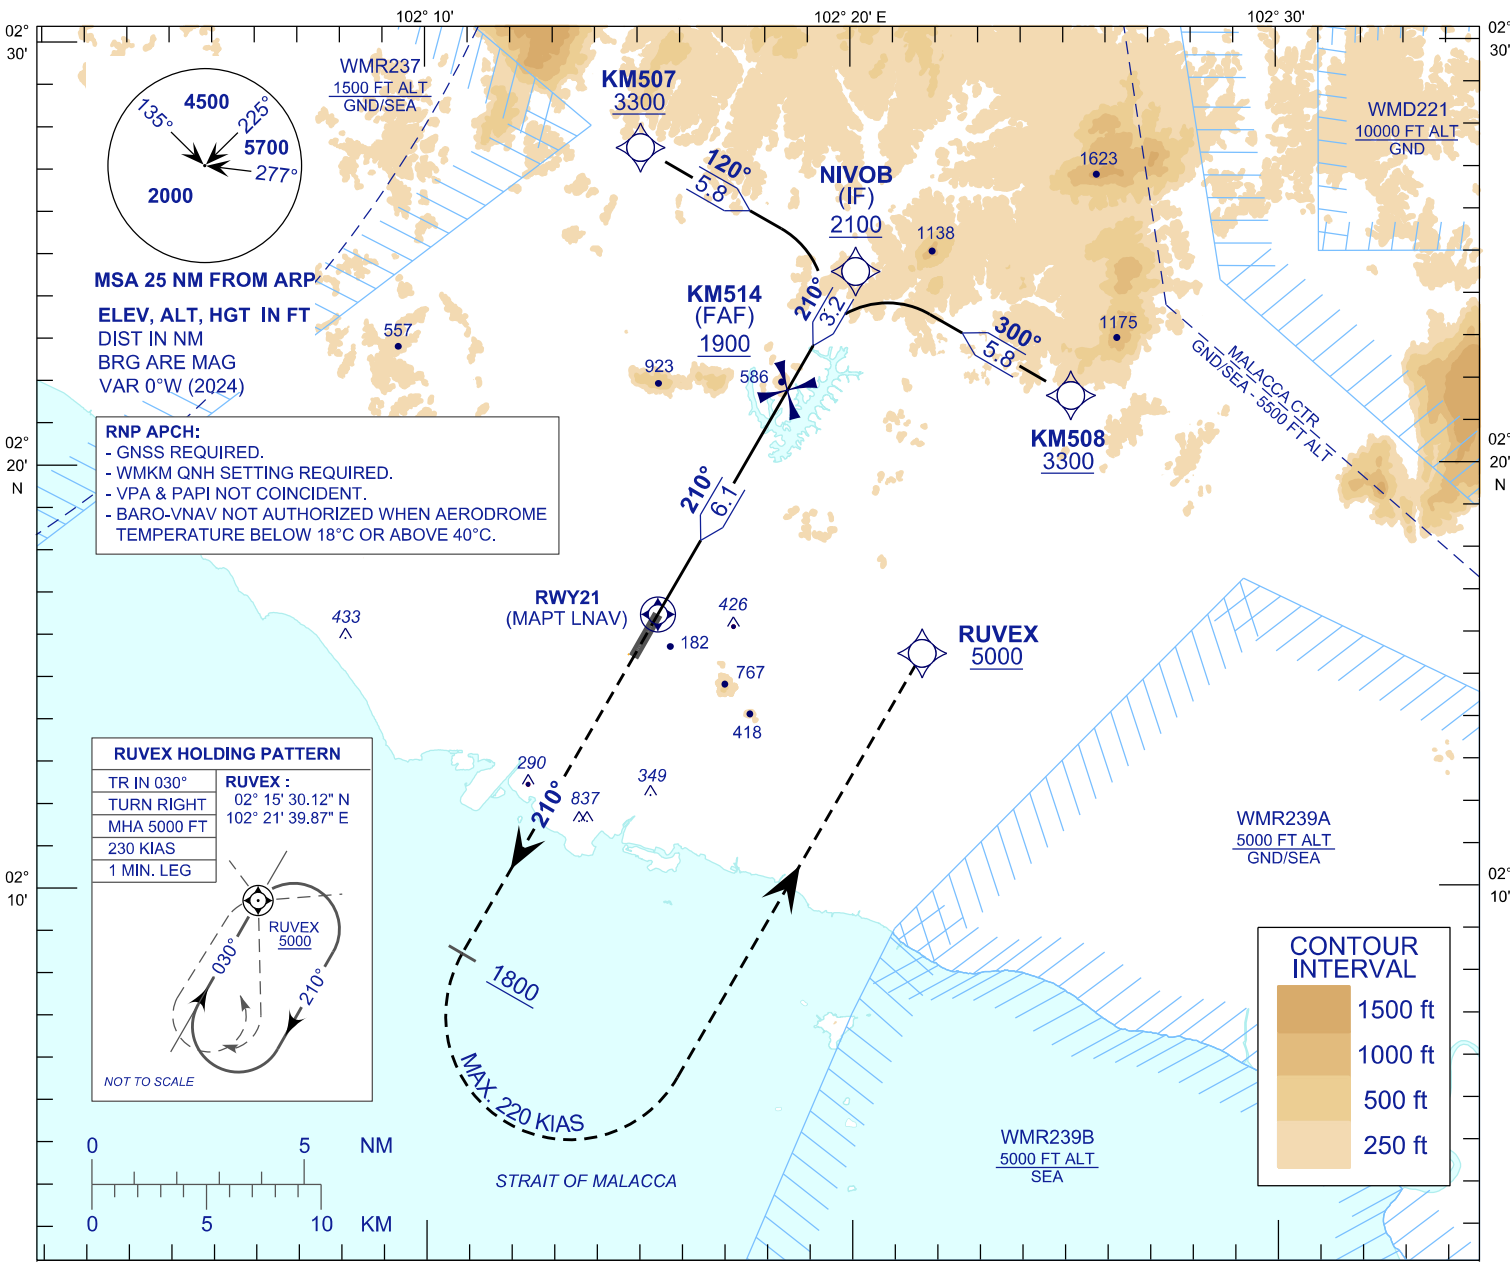 102° 10'
102° 20' E
102° 30'
02°
30'
02°
30'
WMR237
1500 FT ALT
GND/SEA
KM507
3300
4500
135°
225°
5700
277°
2000
WMD221
10000 FT ALT
GND
120°
5.8
NIVOB
(IF)
2100
1623
1138
MSA 25 NM FROM ARP
ELEV, ALT, HGT IN FT
DIST IN NM
BRG ARE MAG
VAR 0°W (2024)
557
KM514
(FAF)
1900
210°
3.2
300°
5.8
1175
923
586
MALACCA CTR
GND/SEA - 5500 FT ALT
KM508
3300
RNP APCH:
- GNSS REQUIRED.
- WMKM QNH SETTING REQUIRED.
- VPA & PAPI NOT COINCIDENT.
- BARO-VNAV NOT AUTHORIZED WHEN AERODROME
TEMPERATURE BELOW 18°C OR ABOVE 40°C.
02°
20'
N
02°
20'
N
210°
6.1
RWY21
(MAPT LNAV)
433
426
182
RUVEX
5000
767
418
290
349
837
210°
RUVEX HOLDING PATTERN
TR IN 030°
TURN RIGHT
MHA 5000 FT
230 KIAS
1 MIN. LEG
RUVEX :
02° 15' 30.12" N
102° 21' 39.87" E
RUVEX
5000
030°
210°
NOT TO SCALE
WMR239A
5000 FT ALT
GND/SEA
02°
10'
02°
10'
1800
MAX. 220 KIAS
CONTOUR
INTERVAL
1500 ft
1000 ft
500 ft
250 ft
WMR239B
5000 FT ALT
SEA
STRAIT OF MALACCA
0 5 NM
0 5 10 KM